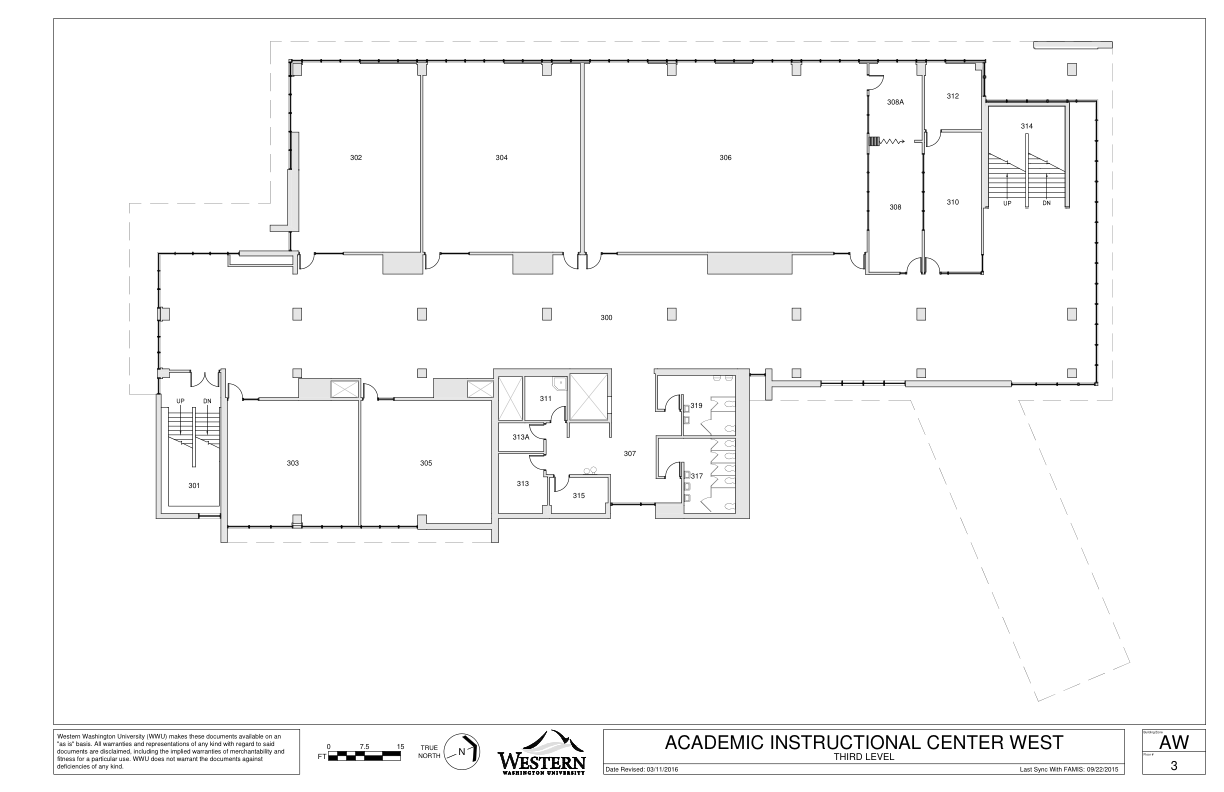 312
308A
314
302
304
306
308
310
UP
DN
300
311
319
UP
DN
313A
307
303
305
317
313
301
315
Western Washington University (WWU) makes these documents available on an
"as is" basis. All warranties and representations of any kind with regard to said
documents are disclaimed, including the implied warranties of merchantability and
fitness for a particular use. WWU does not warrant the documents against
deficiencies of any kind.
0 7.5 15
FT
TRUE
NORTH
N
WESTERN
WASHINGTON UNIVERSITY
ACADEMIC INSTRUCTIONAL CENTER WEST
THIRD LEVEL
Date Revised: 03/11/2016
Last Sync With FAMIS: 09/22/2015
AW
3